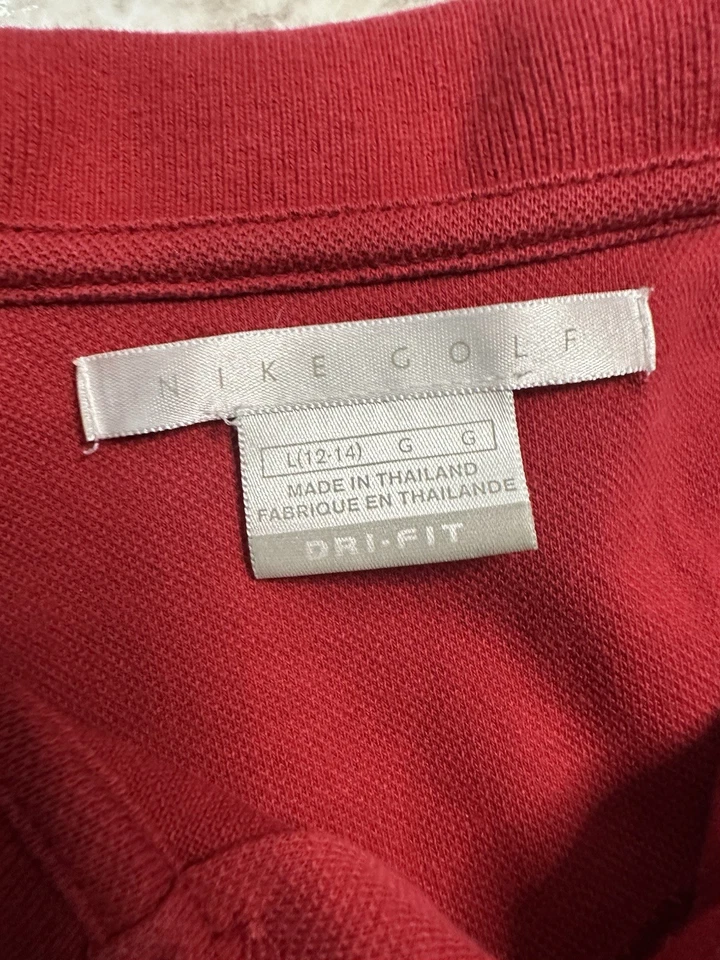 NIKE GOLF
L(12-14) G G
MADE IN THAILAND
FABRIQUE EN THAILANDE
DRI-FIT